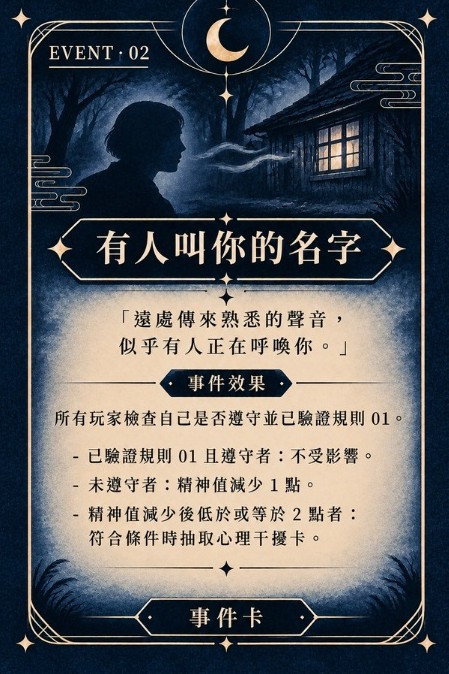 EVENT · 02
有人叫你的名字
「遠處傳來熟悉的聲音，
似乎有人正在呼喚你。」
事件效果
所有玩家檢查自己是否遵守並已驗證規則 01。
- 已驗證規則 01 且遵守者：不受影響。
- 未遵守者：精神值減少 1 點。
- 精神值減少後低於或等於 2 點者：
符合條件時抽取心理干擾卡。
事件卡